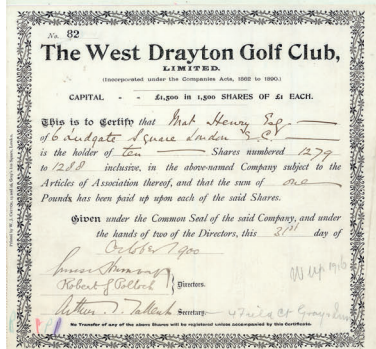 No. 82
The West Drayton Golf Club,
LIMITED.
(Incorporated under the Companies Acts, 1862 to 1890.)
CAPITAL - - £1,500 IN 1,500 SHARES OF £1 EACH.
This is to Certify that Mat Henry Esq
of 6 Ludgate Square London E.C.
is the holder of ten Shares numbered 1279
to 1288 inclusive, in the above-named Company subject to the
Articles of Association thereof, and that the sum of one
Pounds, has been paid up upon each of the said Shares.
Given under the Common Seal of the said Company, and under
the hands of two of the Directors, this 31st day of
October 1900
Robert G Pollock
Directors.
Arthur Secretary.
No Transfer of any of the above Shares will be registered unless accompanied by this Certificate.